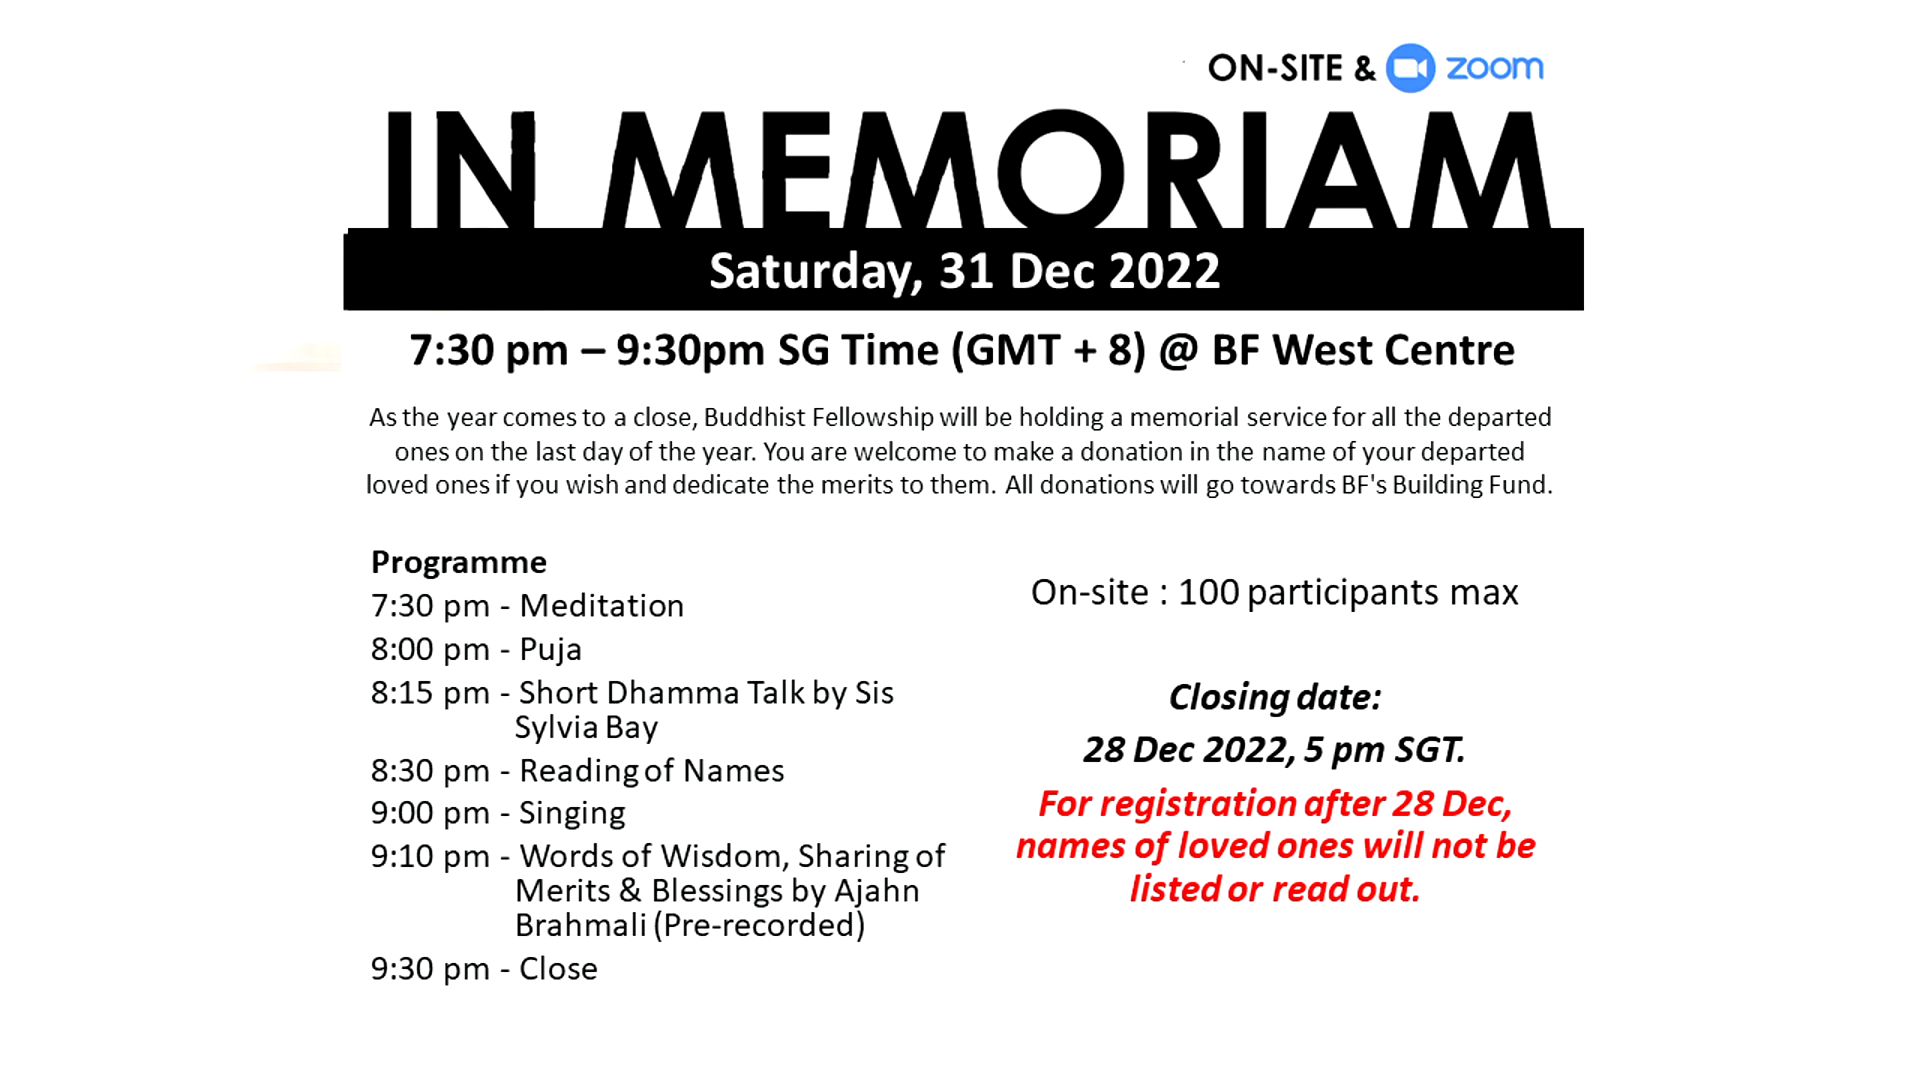 ON-SITE & zoom
IN MEMORIAM
Saturday, 31 Dec 2022
7:30 pm – 9:30pm SG Time (GMT + 8) @ BF West Centre
As the year comes to a close, Buddhist Fellowship will be holding a memorial service for all the departed
ones on the last day of the year. You are welcome to make a donation in the name of your departed
loved ones if you wish and dedicate the merits to them. All donations will go towards BF's Building Fund.
Programme
7:30 pm - Meditation
8:00 pm - Puja
8:15 pm - Short Dhamma Talk by Sis
Sylvia Bay
8:30 pm - Reading of Names
9:00 pm - Singing
9:10 pm - Words of Wisdom, Sharing of
Merits & Blessings by Ajahn
Brahmali (Pre-recorded)
9:30 pm - Close
On-site : 100 participants max
Closing date:
28 Dec 2022, 5 pm SGT.
For registration after 28 Dec,
names of loved ones will not be
listed or read out.